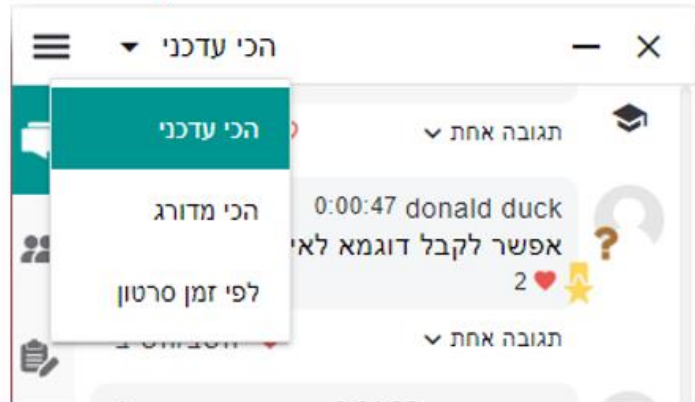 הכי עדכני
הכי עדכני
הכי מדורג
לפי זמן סרטון
תגובה אחת
donald duck 0:00:47
אפשר לקבל דוגמא
2
תגובה אחת